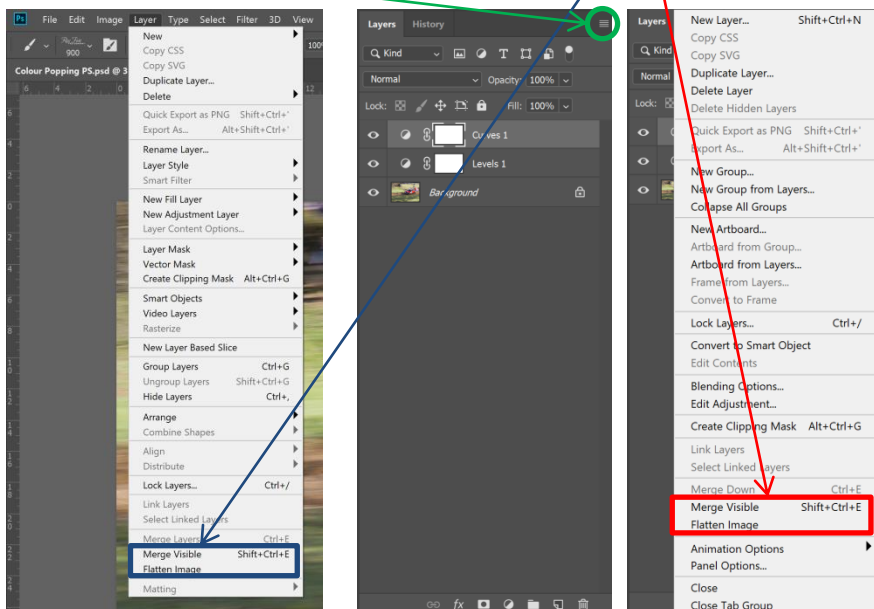 Ps File Edit Image Layer Type Select Filter 3D View
900
100%
Colour Popping PS.psd @ 3
6 4 2 0 12
New
Copy CSS
Copy SVG
Duplicate Layer...
Delete
Quick Export as PNG Shift+Ctrl+'
Export As... Alt+Shift+Ctrl+'
Rename Layer...
Layer Style
Smart Filter
New Fill Layer
New Adjustment Layer
Layer Content Options...
Layer Mask
Vector Mask
Create Clipping Mask Alt+Ctrl+G
Smart Objects
Video Layers
Rasterize
New Layer Based Slice
Group Layers Ctrl+G
Ungroup Layers Shift+Ctrl+G
Hide Layers Ctrl+,
Arrange
Combine Shapes
Align
Distribute
Lock Layers... Ctrl+/
Link Layers
Select Linked Layers
Merge Layers Ctrl+E
Merge Visible Shift+Ctrl+E
Flatten Image
Matting
Layers History
Kind
Normal Opacity: 100%
Lock: Fill: 100%
Curves 1
Levels 1
Background
fx
Layers
Kind
Normal
Lock:
New Layer... Shift+Ctrl+N
Copy CSS
Copy SVG
Duplicate Layer...
Delete Layer
Delete Hidden Layers
Quick Export as PNG Shift+Ctrl+'
Export As... Alt+Shift+Ctrl+'
New Group...
New Group from Layers...
Collapse All Groups
New Artboard...
Artboard from Group...
Artboard from Layers...
Frame from Layers...
Convert to Frame
Lock Layers... Ctrl+/
Convert to Smart Object
Edit Contents
Blending Options...
Edit Adjustment...
Create Clipping Mask Alt+Ctrl+G
Link Layers
Select Linked Layers
Merge Down Ctrl+E
Merge Visible Shift+Ctrl+E
Flatten Image
Animation Options
Panel Options...
Close
Close Tab Group